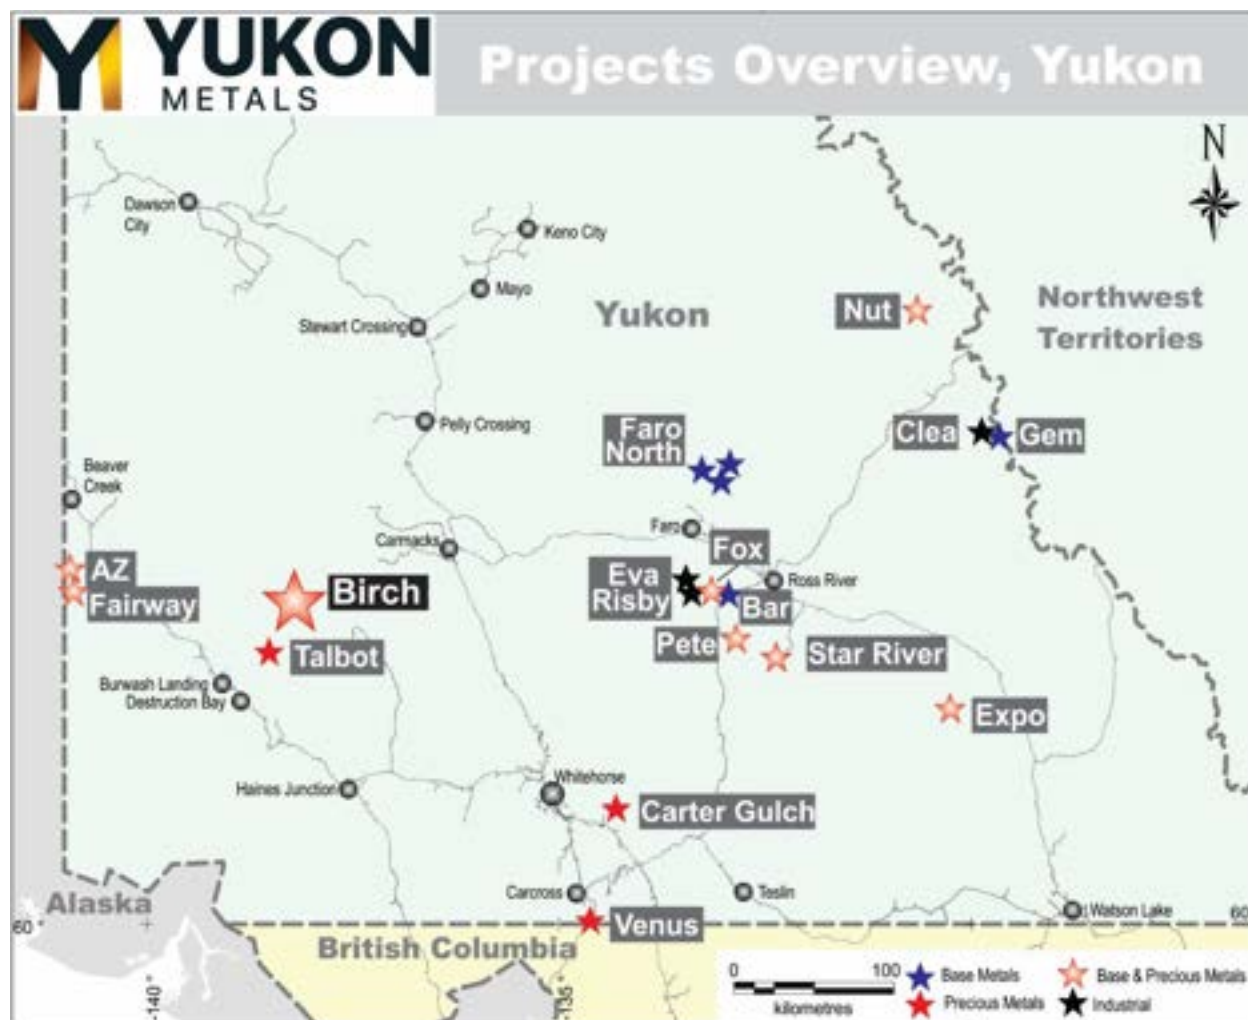 YUKON
METALS
Projects Overview, Yukon
N
Dawson
City
Keno City
Mayo
Stewart Crossing
Yukon
Nut
Northwest
Territories
Pelly Crossing
Faro
North
Clea
Gem
Beaver
Creek
Faro
Carmacks
Fox
AZ
Fairway
Birch
Eva
Risby
Ross River
Bar
Talbot
Pete
Star River
Burwash Landing
Destruction Bay
Expo
Haines Junction
Whitehorse
Carter Gulch
Alaska
Carcross
Teslin
Watson Lake
60°
60
Venus
British Columbia
-140°
-135°
0 100
kilometres
Base Metals
Base & Precious Metals
Precious Metals
Industrial